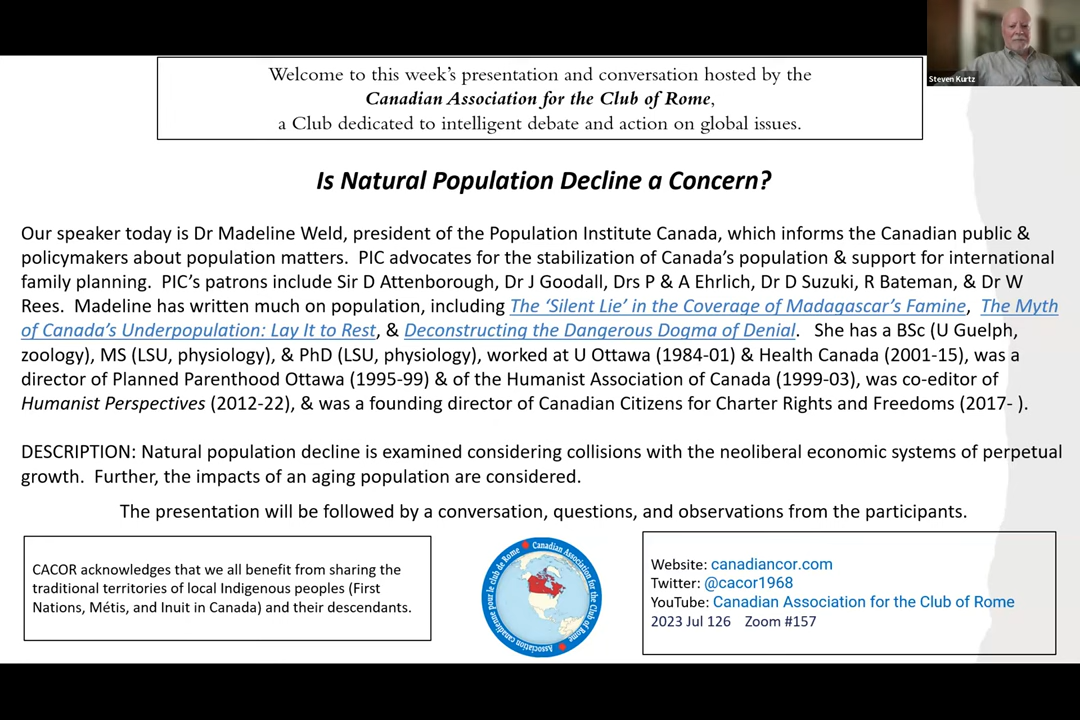 Steven Kurtz
Welcome to this week's presentation and conversation hosted by the
Canadian Association for the Club of Rome,
a Club dedicated to intelligent debate and action on global issues.
Is Natural Population Decline a Concern?
Our speaker today is Dr Madeline Weld, president of the Population Institute Canada, which informs the Canadian public &
policymakers about population matters.  PIC advocates for the stabilization of Canada's population & support for international
family planning.  PIC's patrons include Sir D Attenborough, Dr J Goodall, Drs P & A Ehrlich, Dr D Suzuki, R Bateman, & Dr W
Rees.  Madeline has written much on population, including The 'Silent Lie' in the Coverage of Madagascar's Famine,  The Myth
of Canada's Underpopulation: Lay It to Rest, & Deconstructing the Dangerous Dogma of Denial.   She has a BSc (U Guelph,
zoology), MS (LSU, physiology), & PhD (LSU, physiology), worked at U Ottawa (1984-01) & Health Canada (2001-15), was a
director of Planned Parenthood Ottawa (1995-99) & of the Humanist Association of Canada (1999-03), was co-editor of
Humanist Perspectives (2012-22), & was a founding director of Canadian Citizens for Charter Rights and Freedoms (2017- ).
DESCRIPTION: Natural population decline is examined considering collisions with the neoliberal economic systems of perpetual
growth.  Further, the impacts of an aging population are considered.
The presentation will be followed by a conversation, questions, and observations from the participants.
CACOR acknowledges that we all benefit from sharing the
traditional territories of local Indigenous peoples (First
Nations, Métis, and Inuit in Canada) and their descendants.
Canadian Association for the Club of Rome
Association canadienne pour le club de Rome
Website: canadiancor.com
Twitter: @cacor1968
YouTube: Canadian Association for the Club of Rome
2023 Jul 126    Zoom #157